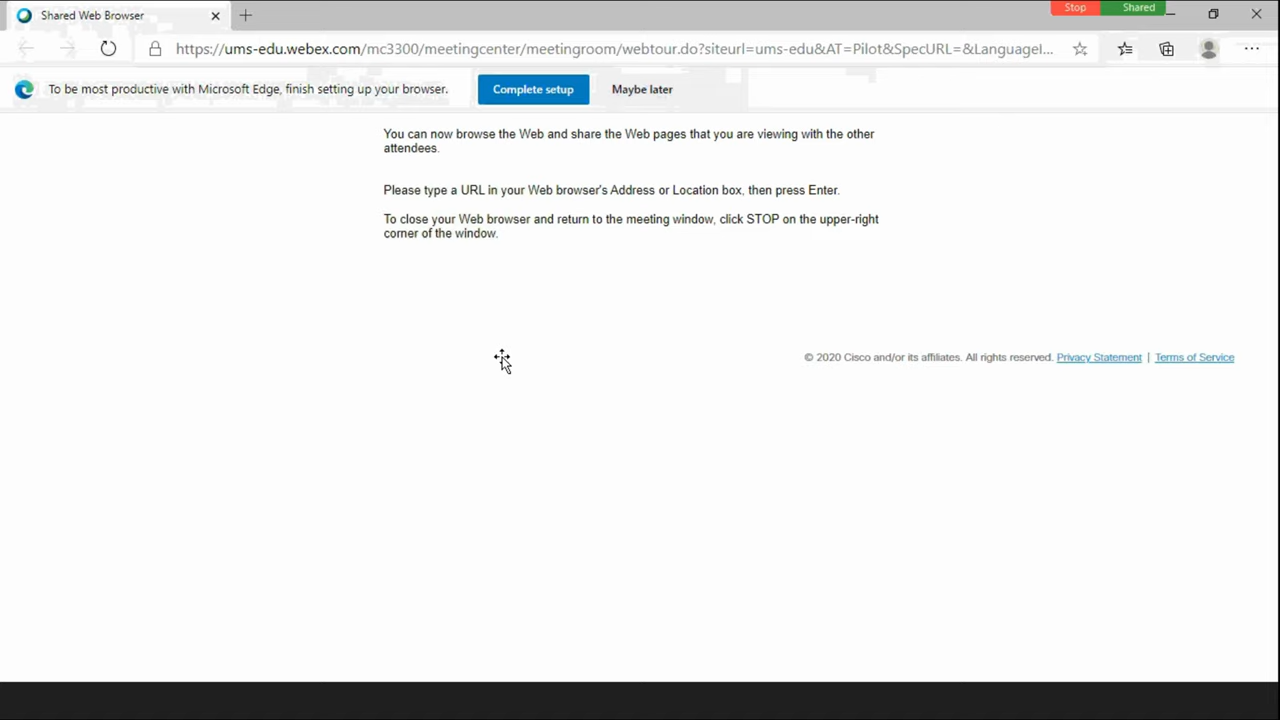 Shared Web Browser
Stop
Shared
https://ums-edu.webex.com/mc3300/meetingcenter/meetingroom/webtour.do?siteurl=ums-edu&AT=Pilot&SpecURL=&LanguageI...
To be most productive with Microsoft Edge, finish setting up your browser.
Complete setup
Maybe later
You can now browse the Web and share the Web pages that you are viewing with the other
attendees.
Please type a URL in your Web browser's Address or Location box, then press Enter.
To close your Web browser and return to the meeting window, click STOP on the upper-right
corner of the window.
© 2020 Cisco and/or its affiliates. All rights reserved. Privacy Statement | Terms of Service